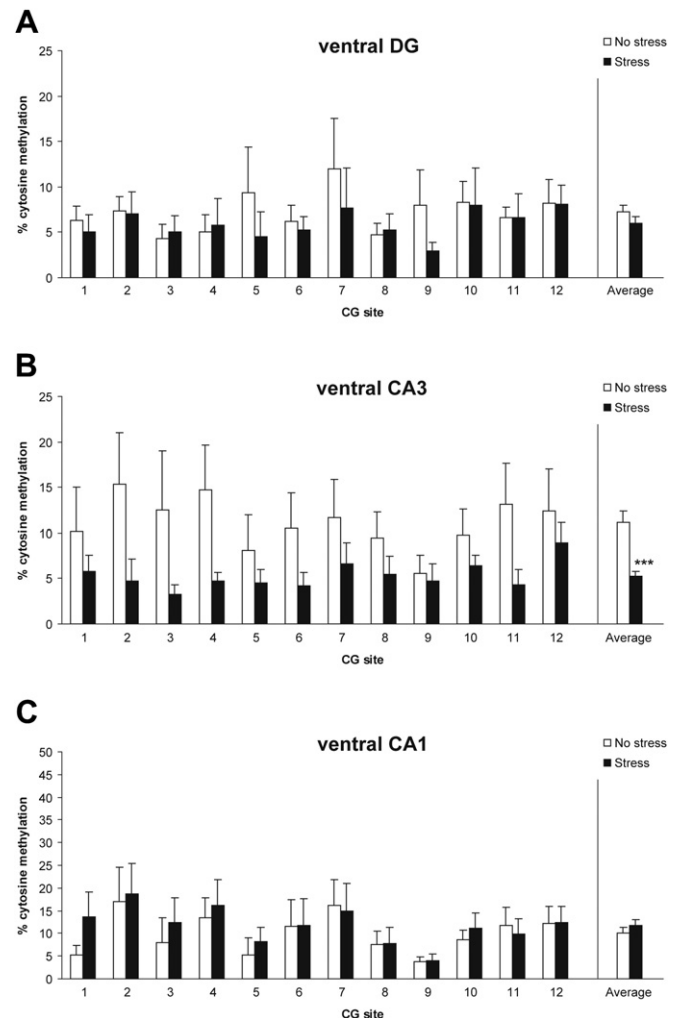 A
ventral DG
No stress
Stress
% cytosine methylation
25
20
15
10
5
0
1 2 3 4 5 6 7 8 9 10 11 12 Average
CG site
B
ventral CA3
No stress
Stress
% cytosine methylation
25
20
15
10
5
0
***
1 2 3 4 5 6 7 8 9 10 11 12 Average
CG site
C
ventral CA1
No stress
Stress
% cytosine methylation
50
45
40
35
30
25
20
15
10
5
0
1 2 3 4 5 6 7 8 9 10 11 12 Average
CG site